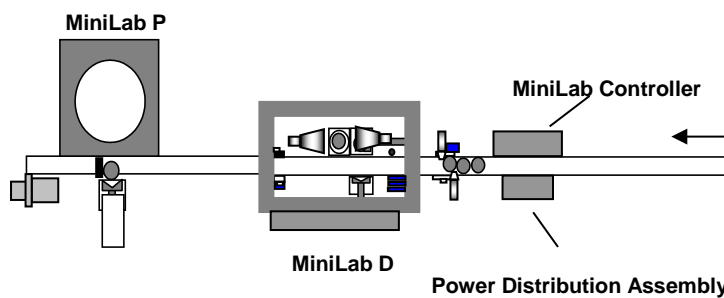 MiniLab P
MiniLab Controller
MiniLab D
Power Distribution Assembly